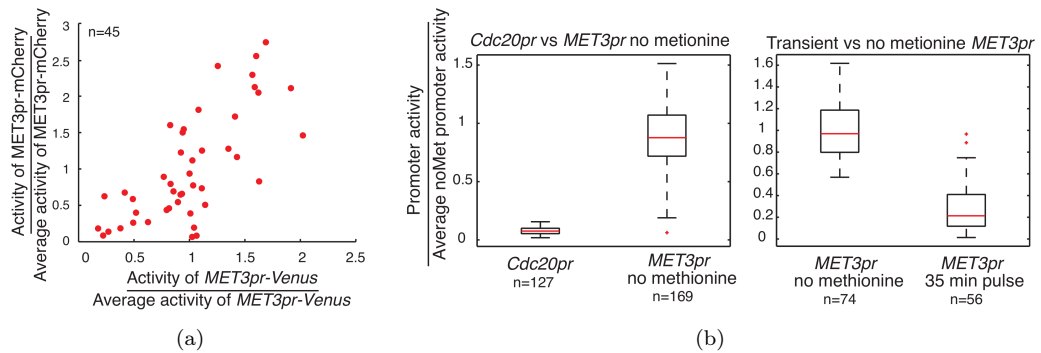 n=45
Activity of MET3pr-mCherry
Average activity of MET3pr-mCherry
3
2.5
2
1.5
1
0.5
0
0 0.5 1 1.5 2 2.5
Activity of MET3pr-Venus
Average activity of MET3pr-Venus
(a)
Cdc20pr vs MET3pr no metionine
Promoter activity
Average noMet promoter activity
1.5
1
0.5
0
Cdc20pr
n=127
MET3pr
no methionine
n=169
Transient vs no metionine MET3pr
1.6
1.4
1.2
1
0.8
0.6
0.4
0.2
0
MET3pr
no methionine
n=74
MET3pr
35 min pulse
n=56
(b)